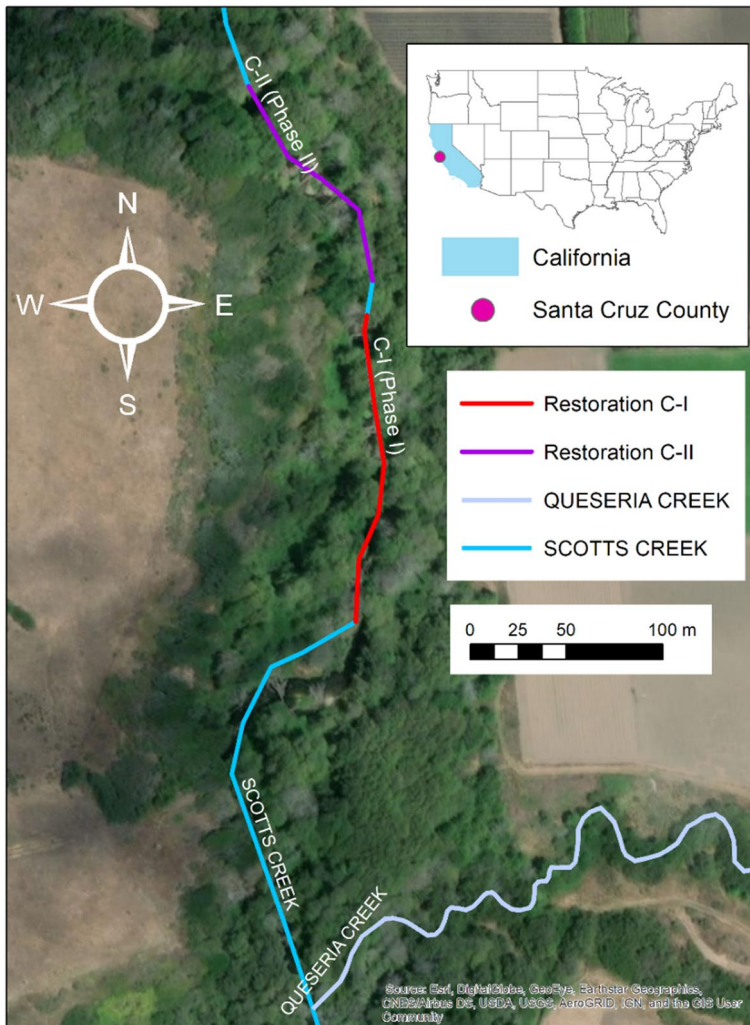 C-II (Phase II)
N
W
E
S
California
Santa Cruz County
C-I (Phase I)
Restoration C-I
Restoration C-II
QUESERIA CREEK
SCOTTS CREEK
0 25 50 100 m
SCOTTS CREEK
QUESERIA CREEK
Source: Esri, DigitalGlobe, GeoEye, Earthstar Geographics,
CNES/Airbus DS, USDA, USGS, AeroGRID, IGN, and the GIS User
Community